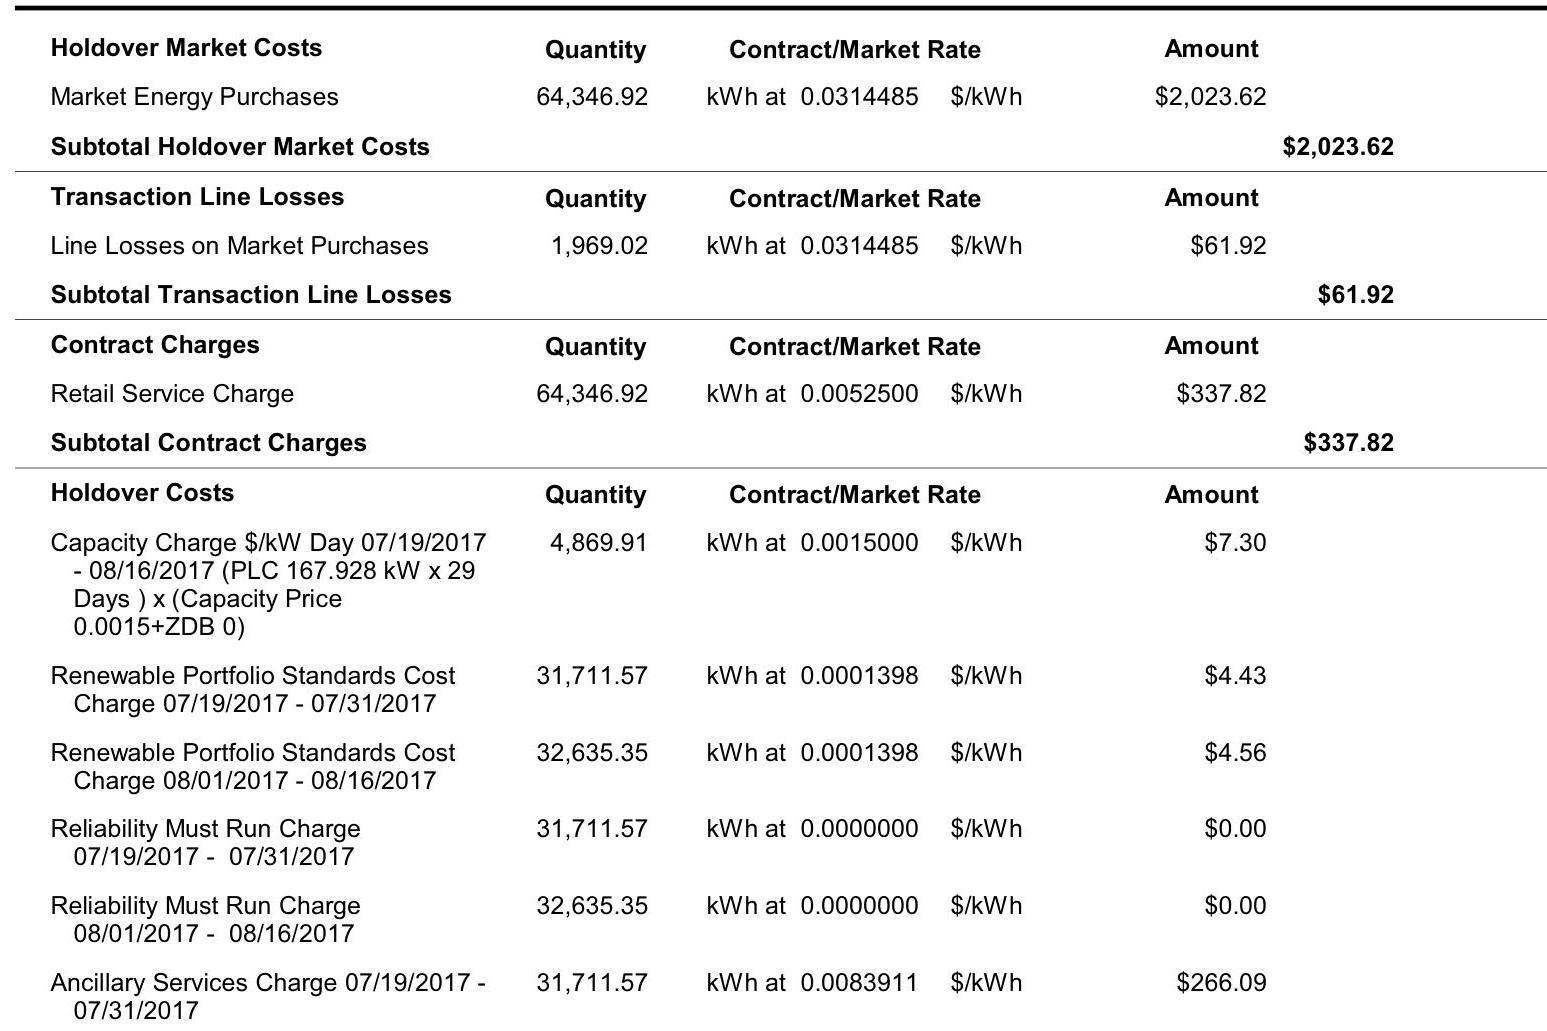 Holdover Market Costs Quantity Contract/Market Rate Amount
Market Energy Purchases 64,346.92 kWh at 0.0314485 $/kWh $2,023.62
Subtotal Holdover Market Costs $2,023.62
Transaction Line Losses Quantity Contract/Market Rate Amount
Line Losses on Market Purchases 1,969.02 kWh at 0.0314485 $/kWh $61.92
Subtotal Transaction Line Losses $61.92
Contract Charges Quantity Contract/Market Rate Amount
Retail Service Charge 64,346.92 kWh at 0.0052500 $/kWh $337.82
Subtotal Contract Charges $337.82
Holdover Costs Quantity Contract/Market Rate Amount
Capacity Charge $/kW Day 07/19/2017 4,869.91 kWh at 0.0015000 $/kWh $7.30
- 08/16/2017 (PLC 167.928 kW x 29
Days ) x (Capacity Price
0.0015+ZDB 0)
Renewable Portfolio Standards Cost 31,711.57 kWh at 0.0001398 $/kWh $4.43
Charge 07/19/2017 - 07/31/2017
Renewable Portfolio Standards Cost 32,635.35 kWh at 0.0001398 $/kWh $4.56
Charge 08/01/2017 - 08/16/2017
Reliability Must Run Charge 31,711.57 kWh at 0.0000000 $/kWh $0.00
07/19/2017 - 07/31/2017
Reliability Must Run Charge 32,635.35 kWh at 0.0000000 $/kWh $0.00
08/01/2017 - 08/16/2017
Ancillary Services Charge 07/19/2017 - 31,711.57 kWh at 0.0083911 $/kWh $266.09
07/31/2017